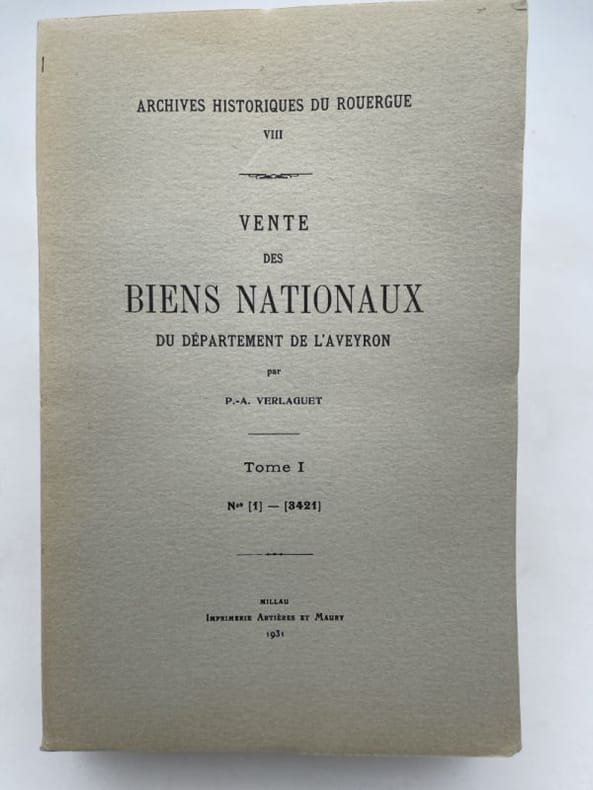 ARCHIVES HISTORIQUES DU ROUERGUE
VIII
VENTE
DES
BIENS NATIONAUX
DU DÉPARTEMENT DE L'AVEYRON
par
P.-A. VERLAGUET
Tome I
Nos [1] — [3421]
MILLAU
IMPRIMERIE ARTIÈRES ET MAURY
1931